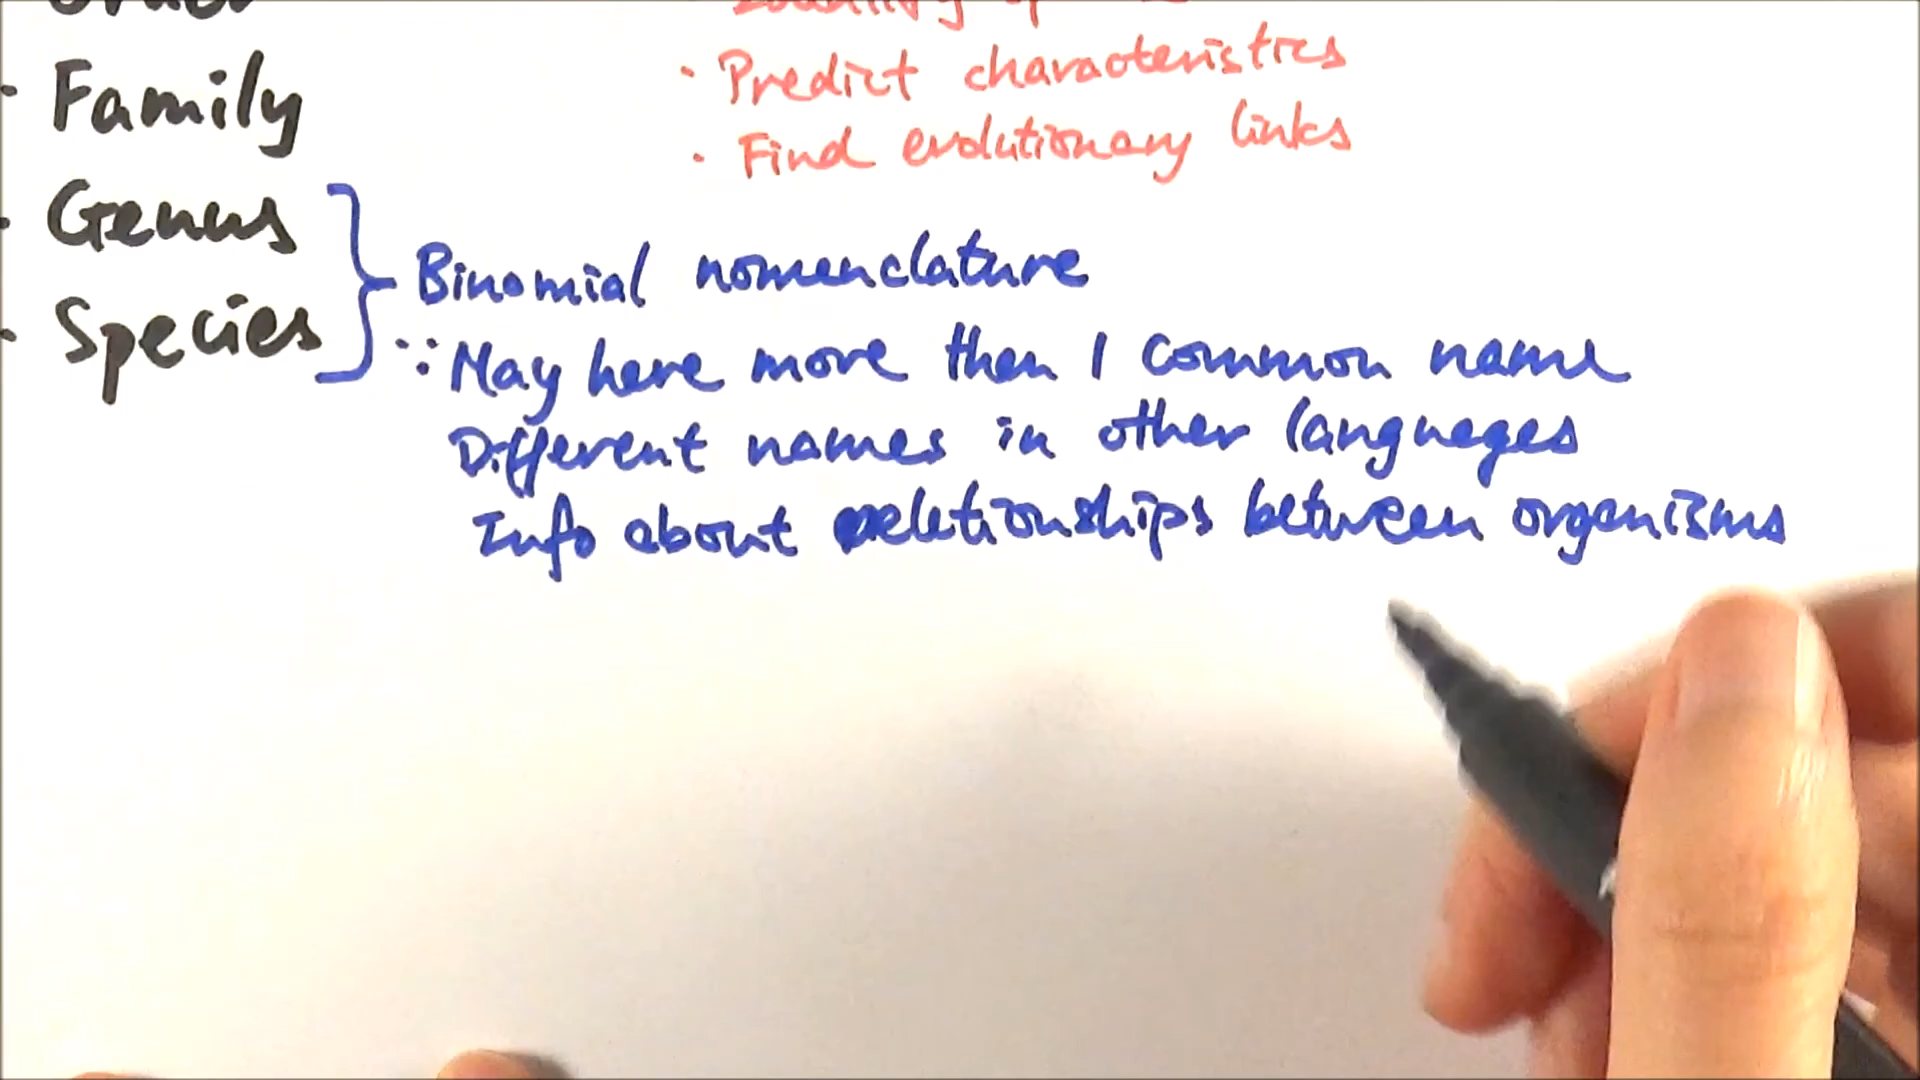 · Family
· Genus
· Species
· Predict characteristics
· Find evolutionary links
Binomial nomenclature
∵ May have more than 1 common name
Different names in other languages
Info about relationships between organisms